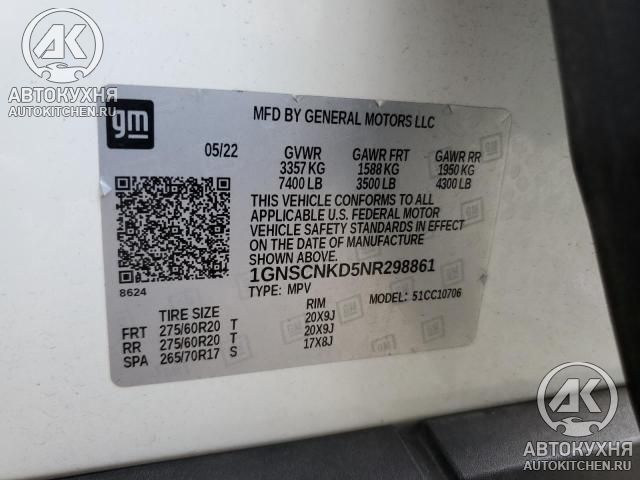 АВТОКУХНЯ
AUTOKITCHEN.RU
gm
MFD BY GENERAL MOTORS LLC
05/22 GVWR GAWR FRT GAWR RR
3357 KG 1588 KG 1950 KG
7400 LB 3500 LB 4300 LB
THIS VEHICLE CONFORMS TO ALL
APPLICABLE U.S. FEDERAL MOTOR
VEHICLE SAFETY STANDARDS IN EFFECT
ON THE DATE OF MANUFACTURE
SHOWN ABOVE.
1GNSCNKD5NR298861
8624
TYPE: MPV MODEL: 51CC10706
TIRE SIZE RIM
FRT 275/60R20 T 20X9J
RR 275/60R20 T 20X9J
SPA 265/70R17 S 17X8J
АК
АВТОКУХНЯ
AUTOKITCHEN.RU